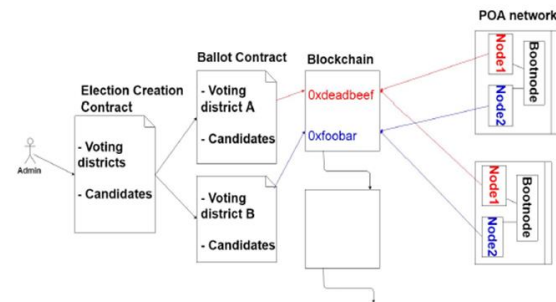 POA network
Ballot Contract
Blockchain
Election Creation
Contract
- Voting
district A
- Candidates
0xdeadbeef
0xfoobar
Node1
Node2
Bootnode
Admin
- Voting
districts
- Candidates
- Voting
district B
- Candidates
Node1
Node2
Bootnode